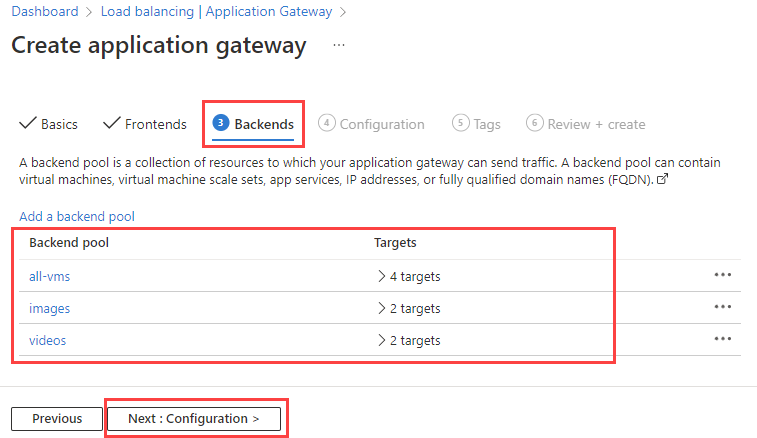 Dashboard > Load balancing | Application Gateway >
Create application gateway ...
Basics Frontends 3 Backends 4 Configuration 5 Tags 6 Review + create
A backend pool is a collection of resources to which your application gateway can send traffic. A backend pool can contain
virtual machines, virtual machine scale sets, app services, IP addresses, or fully qualified domain names (FQDN).
Add a backend pool
Backend pool Targets
all-vms > 4 targets ...
images > 2 targets ...
videos > 2 targets ...
Previous Next : Configuration >